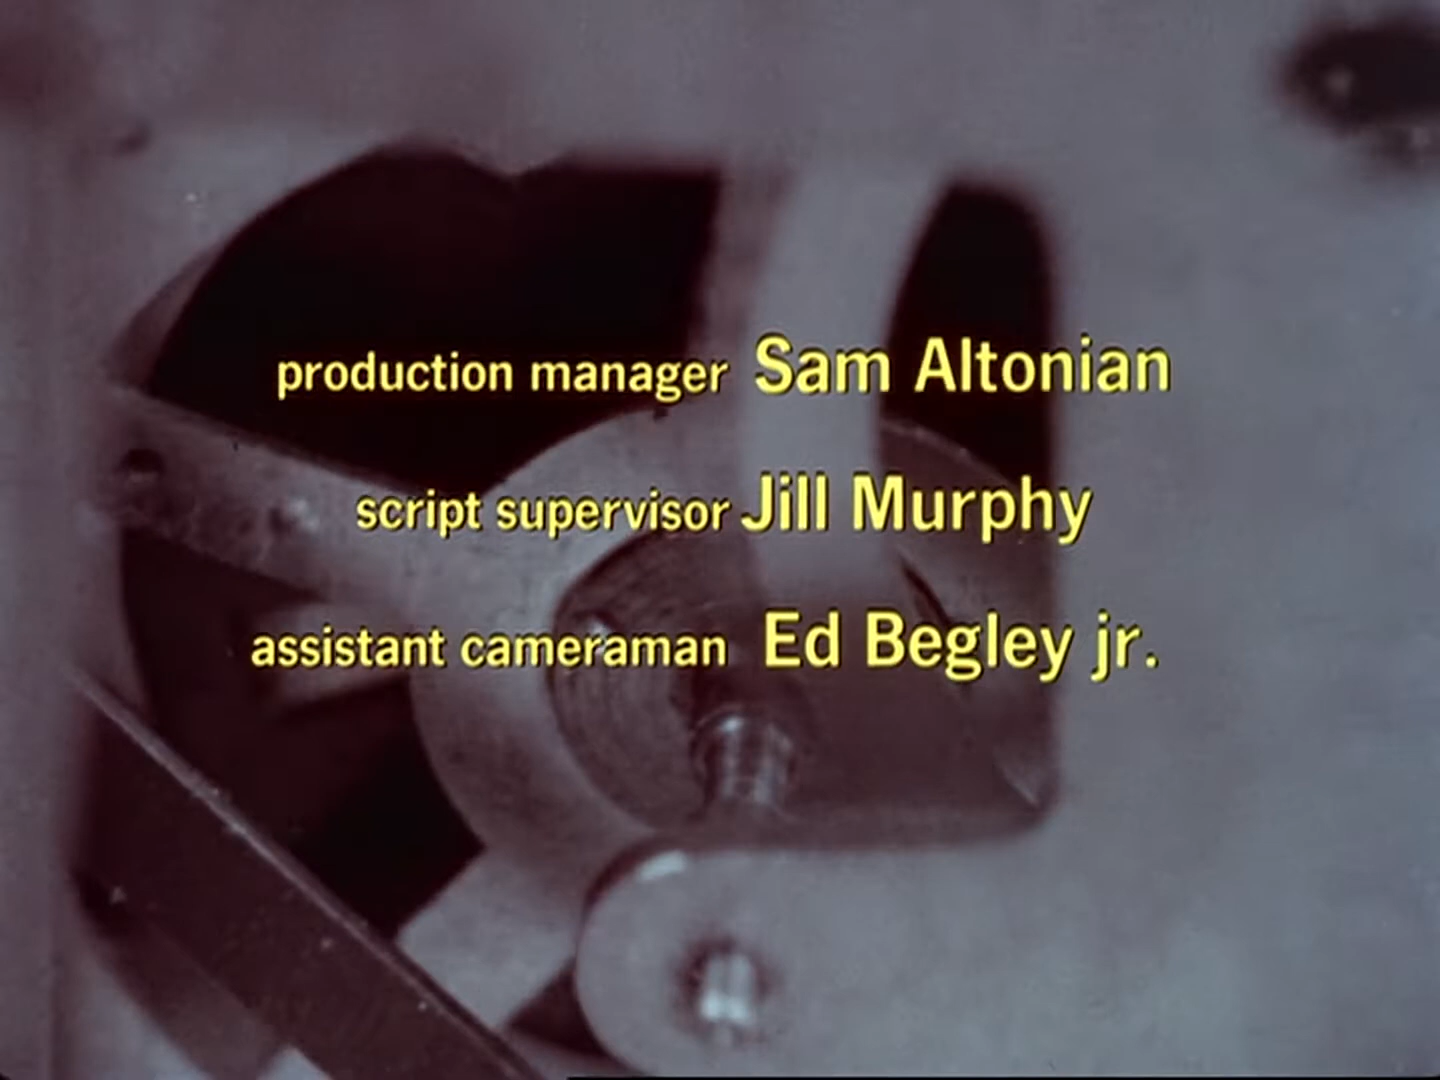 production manager Sam Altonian
script supervisor Jill Murphy
assistant cameraman Ed Begley jr.